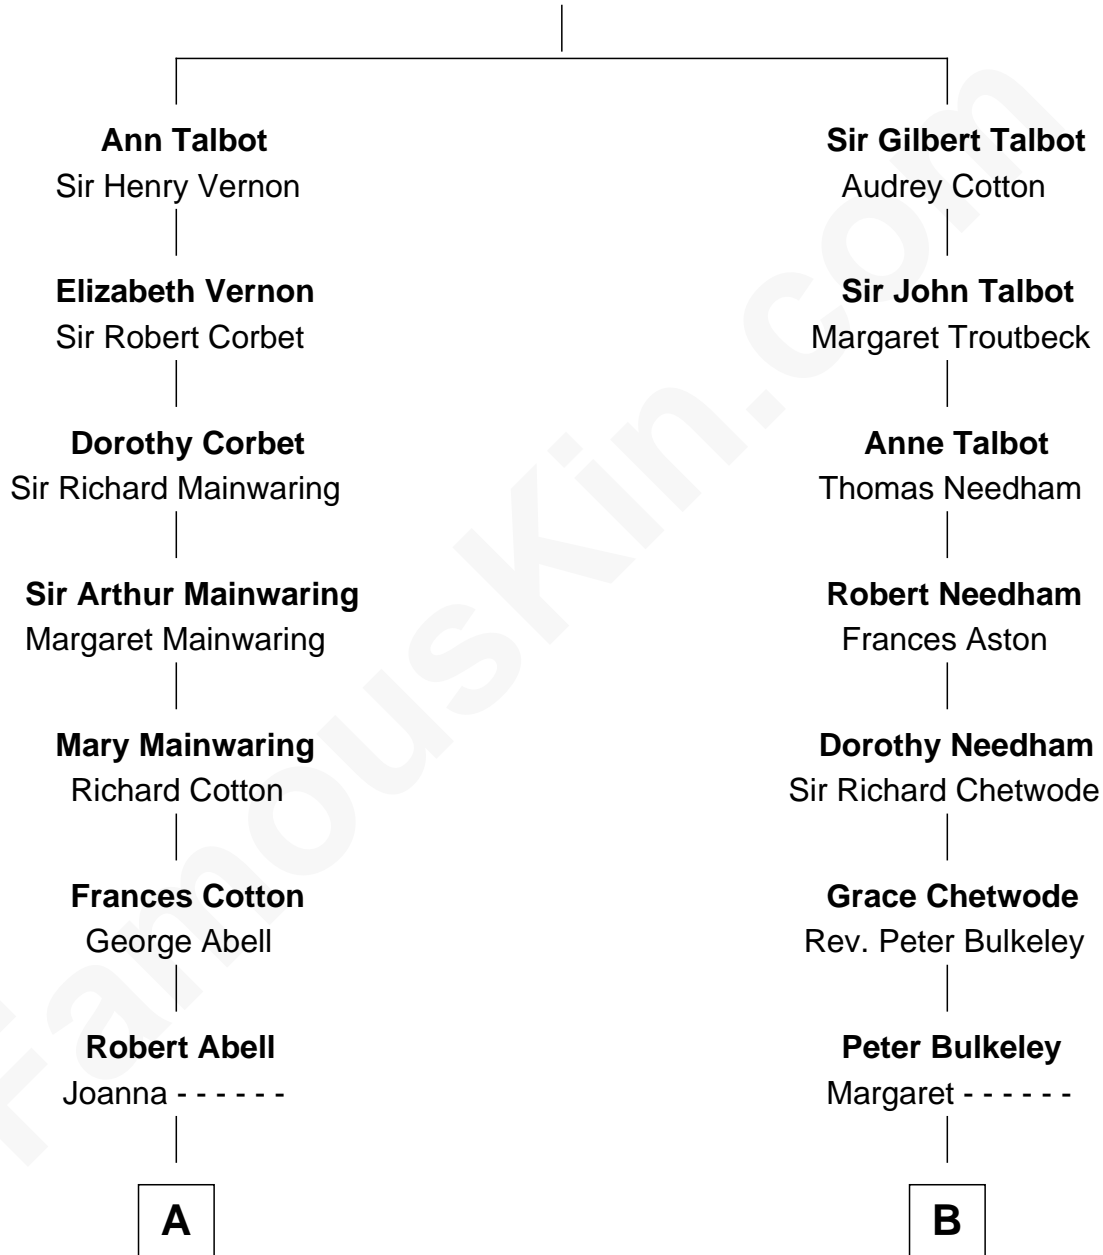 Ann Talbot
Sir Henry Vernon
Elizabeth Vernon
Sir Robert Corbet
Dorothy Corbet
Sir Richard Mainwaring
Sir Arthur Mainwaring
Margaret Mainwaring
Mary Mainwaring
Richard Cotton
Frances Cotton
George Abell
Robert Abell
Joanna - - - - - -
A
Sir Gilbert Talbot
Audrey Cotton
Sir John Talbot
Margaret Troutbeck
Anne Talbot
Thomas Needham
Robert Needham
Frances Aston
Dorothy Needham
Sir Richard Chetwode
Grace Chetwode
Rev. Peter Bulkeley
Peter Bulkeley
Margaret - - - - - -
B
FamousKin.com